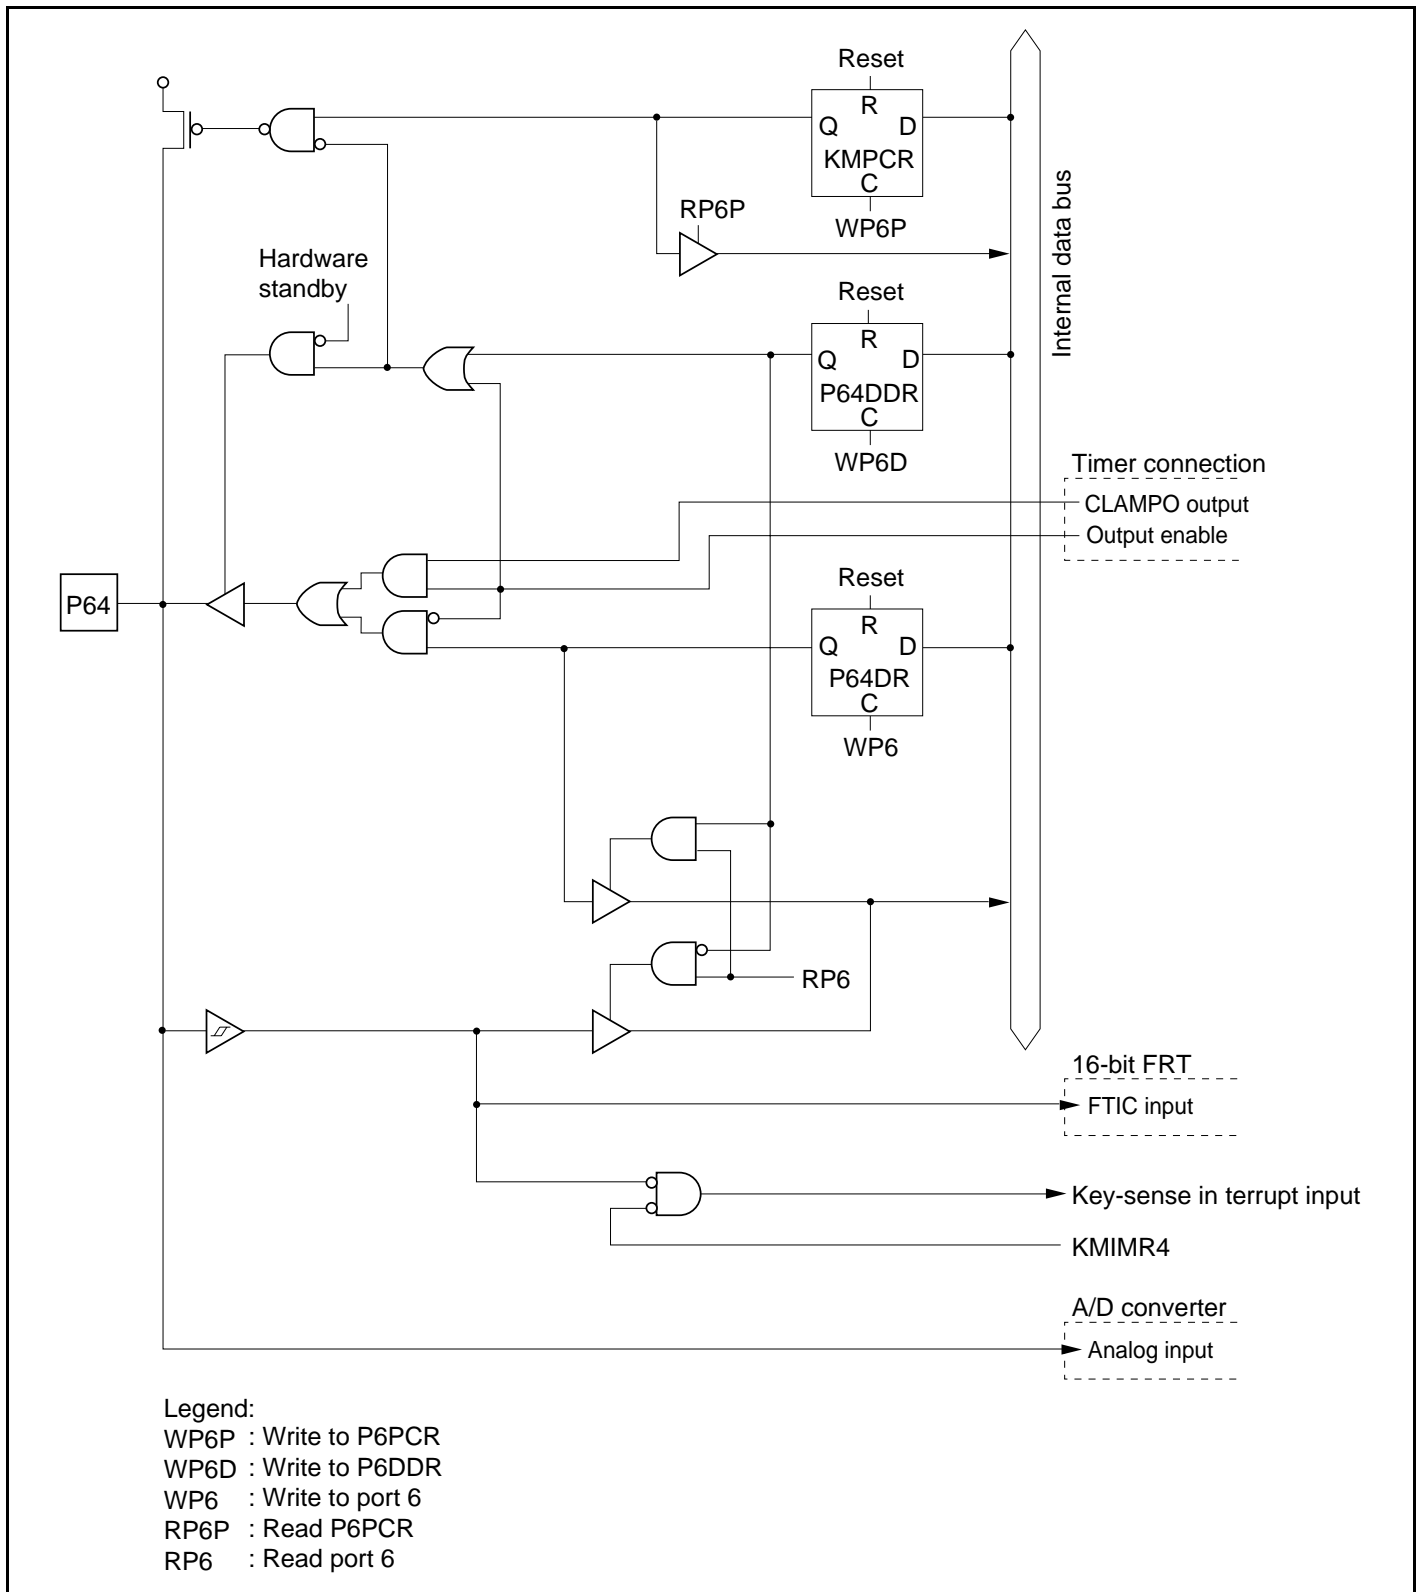 Reset
R
Q D
KMPCR
C
WP6P
RP6P
Internal data bus
Hardware
standby
Reset
R
Q D
P64DDR
C
WP6D
Timer connection
CLAMPO output
Output enable
P64
Reset
R
Q D
P64DR
C
WP6
RP6
16-bit FRT
FTIC input
Key-sense in terrupt input
KMIMR4
A/D converter
Analog input
Legend:
WP6P : Write to P6PCR
WP6D : Write to P6DDR
WP6 : Write to port 6
RP6P : Read P6PCR
RP6 : Read port 6